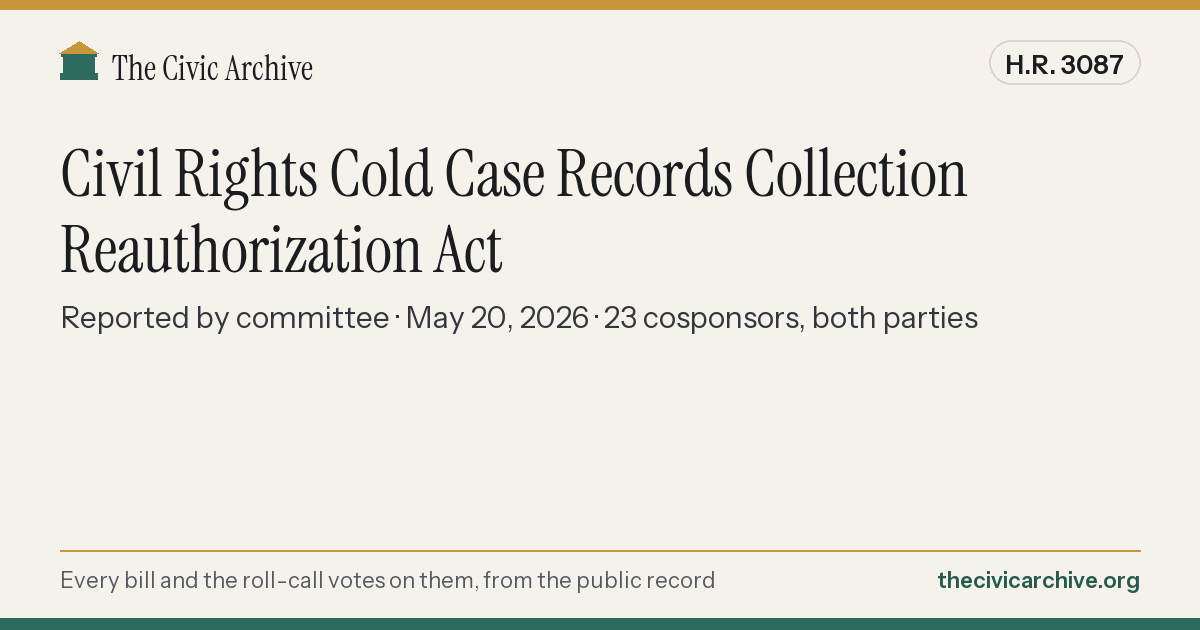 The Civic Archive
H.R. 3087
Civil Rights Cold Case Records Collection
Reauthorization Act
Reported by committee · May 20, 2026 · 23 cosponsors, both parties
Every bill and the roll-call votes on them, from the public record
thecivicarchive.org